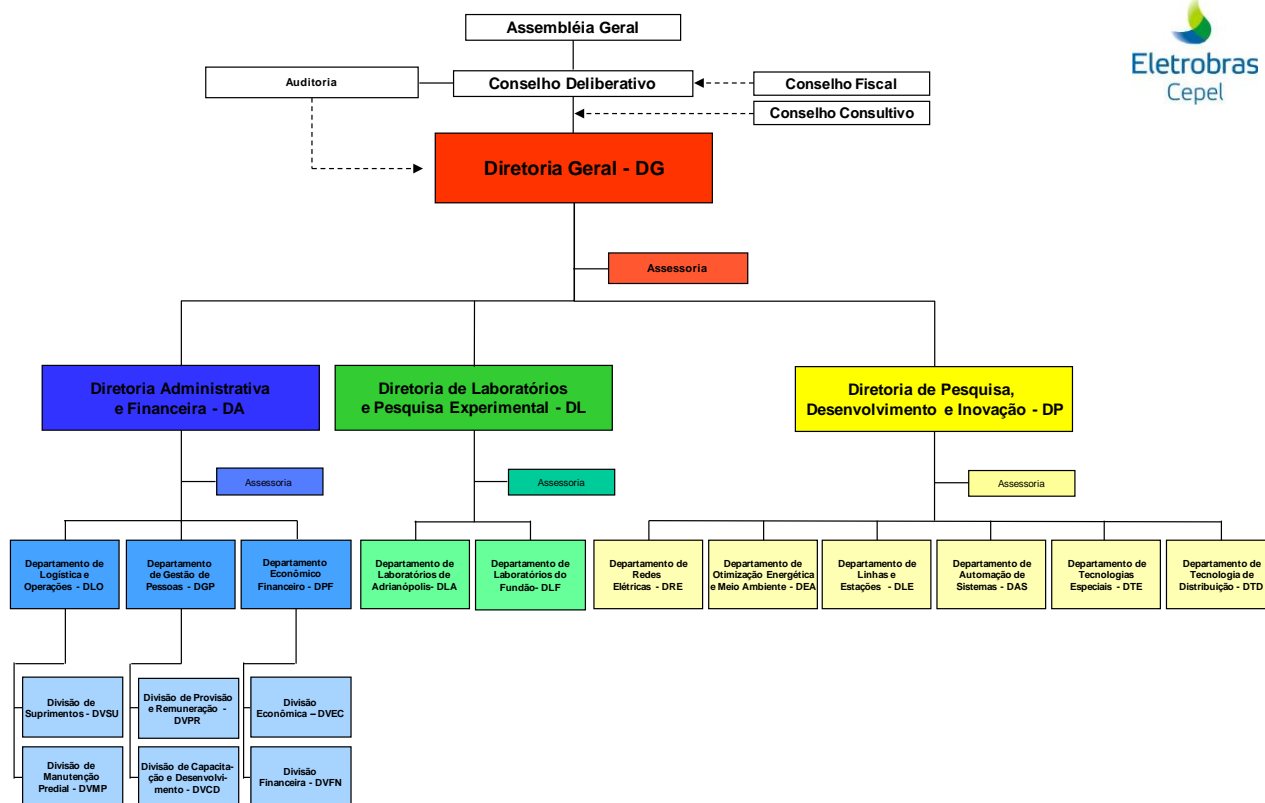 Assembléia Geral
Eletrobras
Cepel
Auditoria
Conselho Deliberativo
Conselho Fiscal
Conselho Consultivo
Diretoria Geral - DG
Assessoria
Diretoria Administrativa
e Financeira - DA
Diretoria de Laboratórios
e Pesquisa Experimental - DL
Diretoria de Pesquisa,
Desenvolvimento e Inovação - DP
Assessoria
Assessoria
Assessoria
Departamento de
Logística e
Operações - DLO
Departamento
de Gestão de
Pessoas - DGP
Departamento
Econômico
Financeiro - DPF
Departamento de
Laboratórios de
Adrianópolis- DLA
Departamento de
Laboratórios do
Fundão- DLF
Departamento de
Redes
Elétricas - DRE
Departamento de
Otimização Energética
e Meio Ambiente - DEA
Departamento de
Linhas e
Estações - DLE
Departamento de
Automação de
Sistemas - DAS
Departamento de
Tecnologias
Especiais - DTE
Departamento de
Tecnologia de
Distribuição - DTD
Divisão de
Suprimentos - DVSU
Divisão de Provisão
e Remuneração -
DVPR
Divisão
Econômica – DVEC
Divisão de
Manutenção
Predial - DVMP
Divisão de Capacita-
ção e Desenvolvi-
mento - DVCD
Divisão
Financeira - DVFN